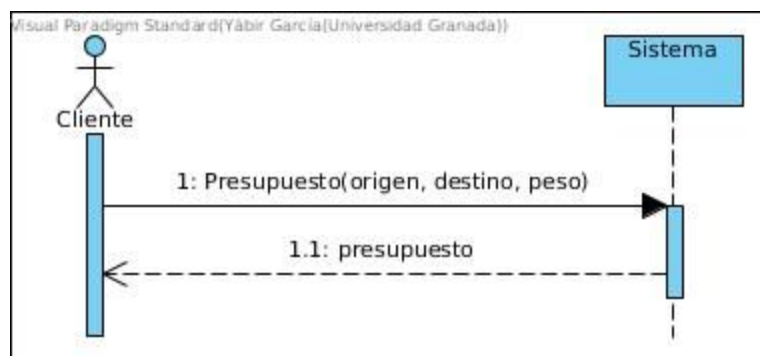 Visual Paradigm Standard(Yábir García(Universidad Granada))
Sistema
Cliente
1: Presupuesto(origen, destino, peso)
1.1: presupuesto